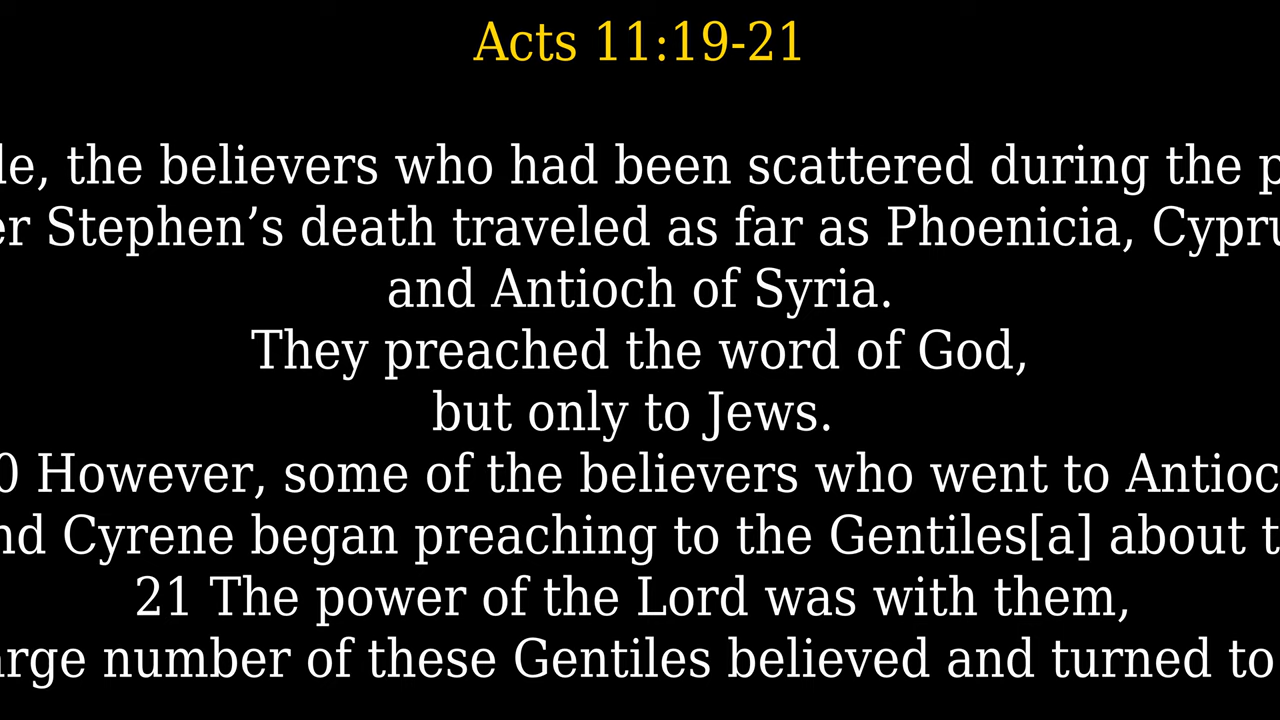 Acts 11:19-21
le, the believers who had been scattered during the p
er Stephen’s death traveled as far as Phoenicia, Cypru
and Antioch of Syria.
They preached the word of God,
but only to Jews.
0 However, some of the believers who went to Antioc
nd Cyrene began preaching to the Gentiles[a] about t
21 The power of the Lord was with them,
arge number of these Gentiles believed and turned to